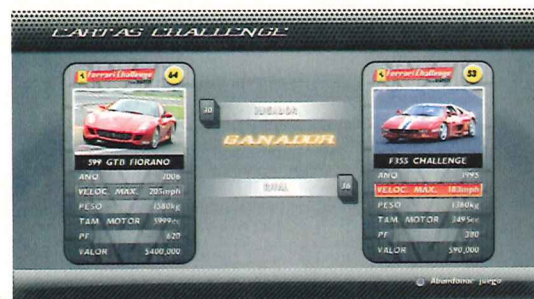 CARTAS CHALLENGE
Ferrari Challenge
64
599 GTB FIORANO
AÑO 2006
VELOC. MAX. 205mph
PESO 1580kg
TAM. MOTOR 5999cc
PF 620
VALOR $400,000
30
JUGADOR
GANADOR
RIVAL
36
Ferrari Challenge
53
F355 CHALLENGE
AÑO 1995
VELOC. MAX. 183mph
PESO 1360kg
TAM. MOTOR 3495cc
PF 380
VALOR $90,000
Abandonar juego